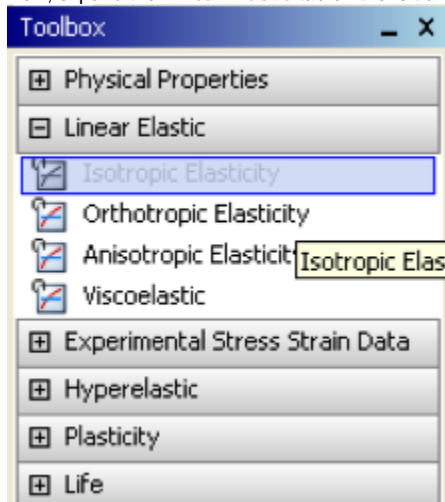 Toolbox
Physical Properties
Linear Elastic
Isotropic Elasticity
Orthotropic Elasticity
Anisotropic Elasticit
Isotropic Elas
Viscoelastic
Experimental Stress Strain Data
Hyperelastic
Plasticity
Life